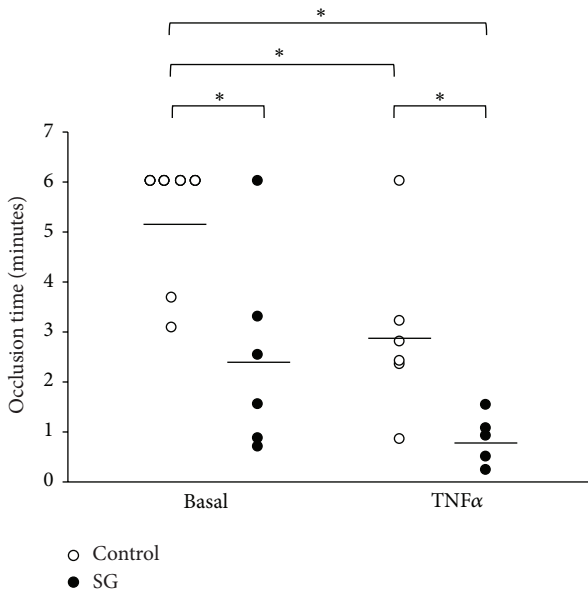 *
*
* *
7
6
5
4
3
2
1
0
Occlusion time (minutes)
Basal TNFα
Control
SG